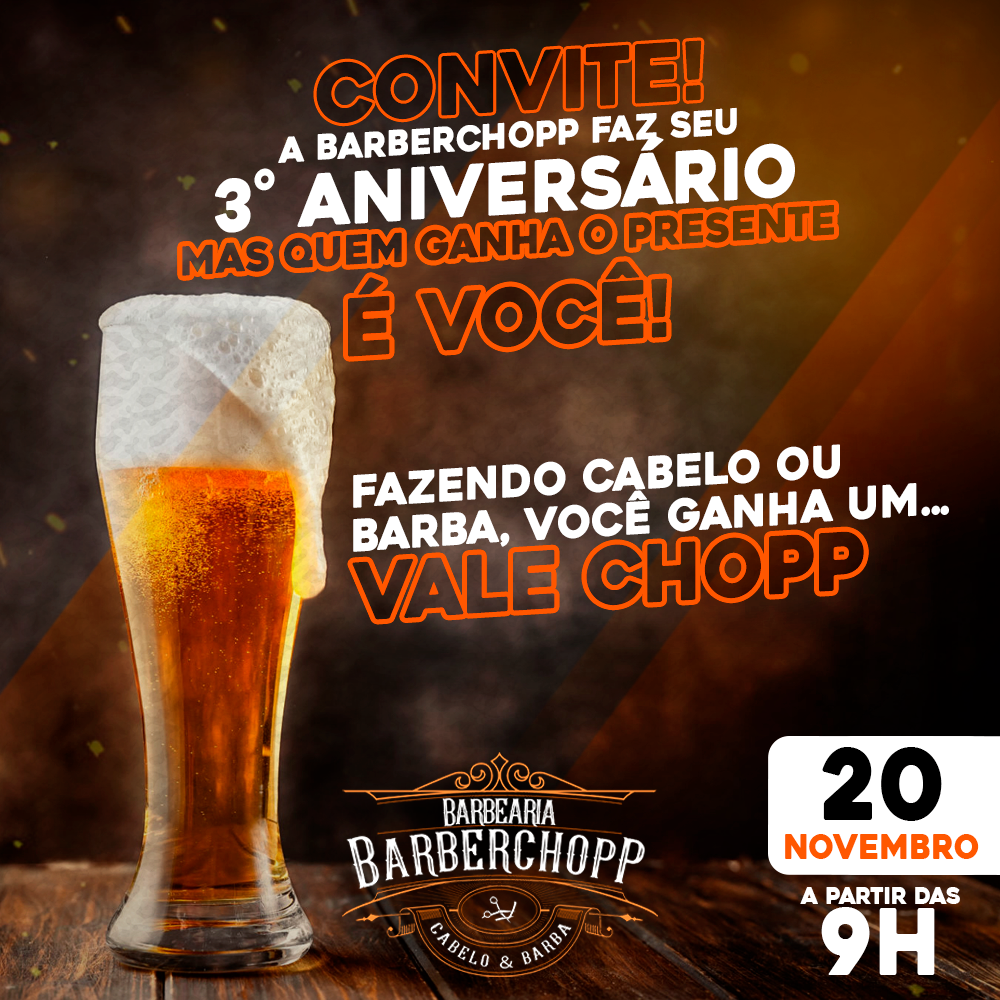 CONVITE!
A BARBERCHOPP FAZ SEU
3° ANIVERSÁRIO
MAS QUEM GANHA O PRESENTE
É VOCÊ!
FAZENDO CABELO OU
BARBA, VOCÊ GANHA UM...
VALE CHOPP
BARBEARIA
BARBERCHOPP
CABELO & BARBA
20
NOVEMBRO
A PARTIR DAS
9H